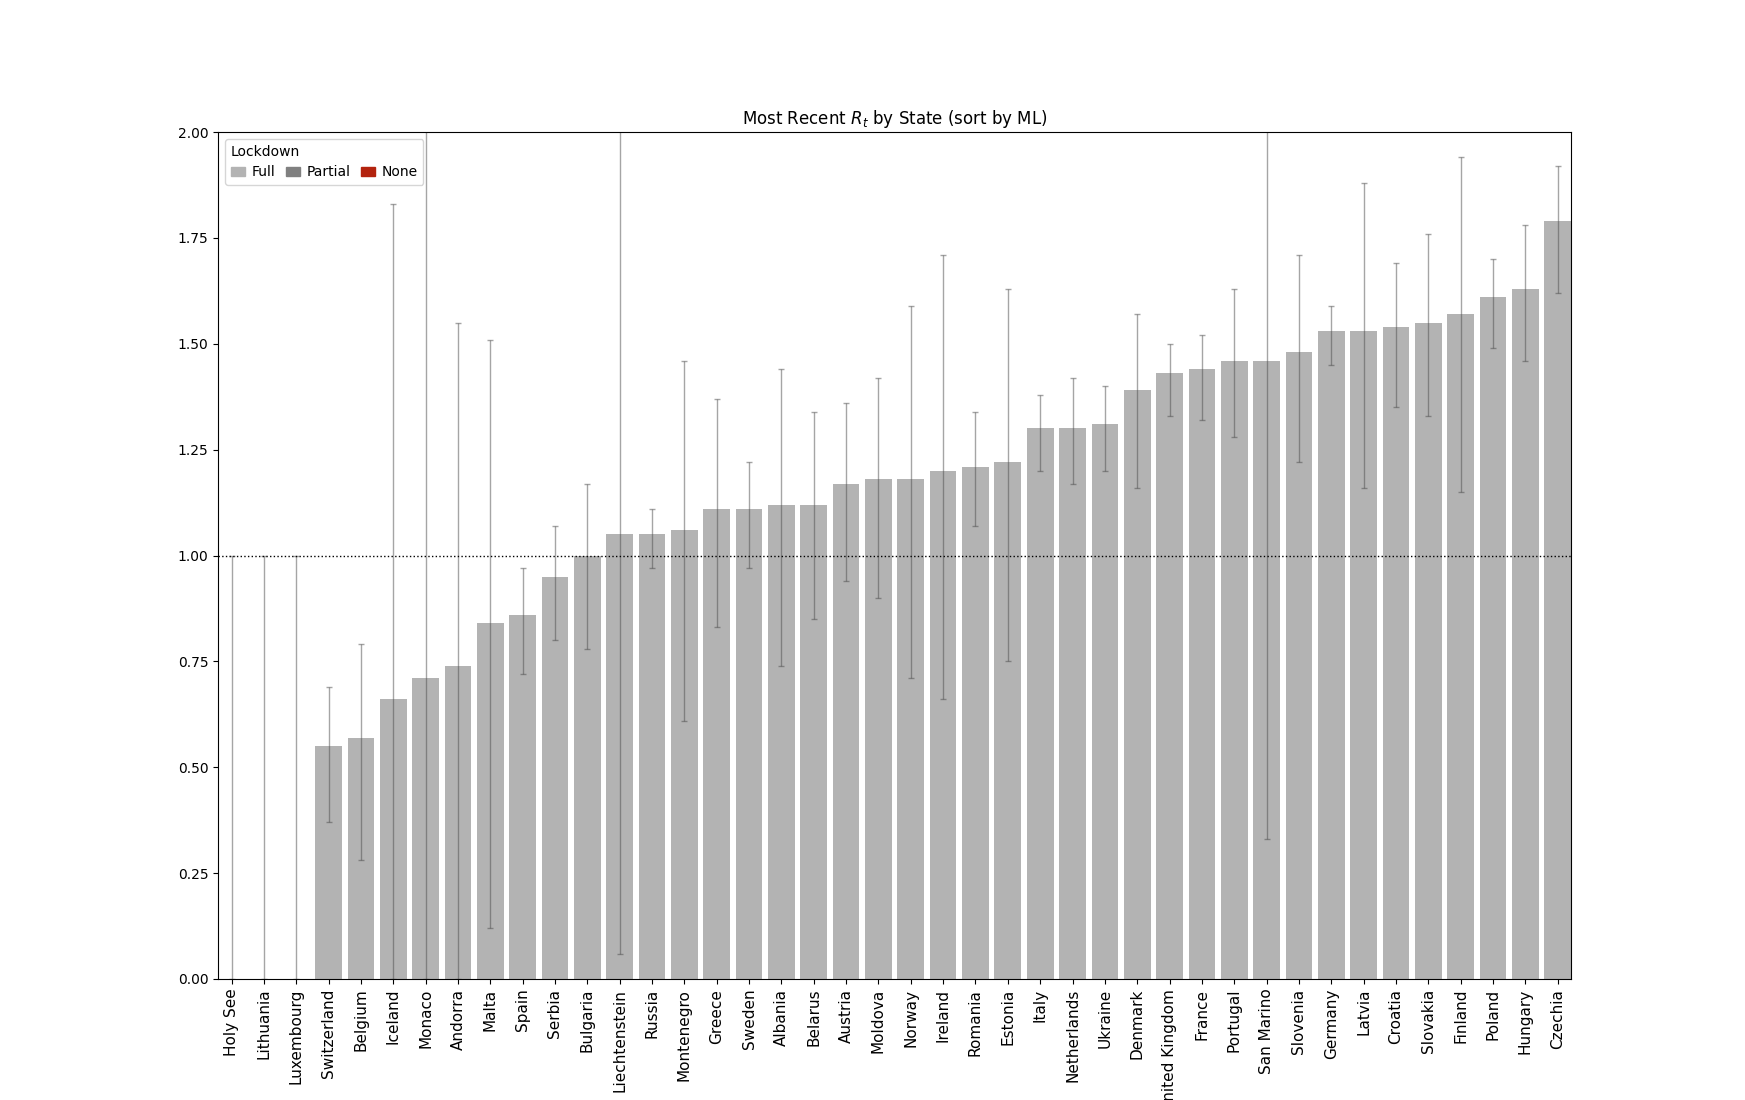 Most Recent R_t by State (sort by ML)
Lockdown
Full Partial None
2.00
1.75
1.50
1.25
1.00
0.75
0.50
0.25
0.00
Holy See
Lithuania
Luxembourg
Switzerland
Belgium
Iceland
Monaco
Andorra
Malta
Spain
Serbia
Bulgaria
Liechtenstein
Russia
Montenegro
Greece
Sweden
Albania
Belarus
Austria
Moldova
Norway
Ireland
Romania
Estonia
Italy
Netherlands
Ukraine
Denmark
nited Kingdom
France
Portugal
San Marino
Slovenia
Germany
Latvia
Croatia
Slovakia
Finland
Poland
Hungary
Czechia